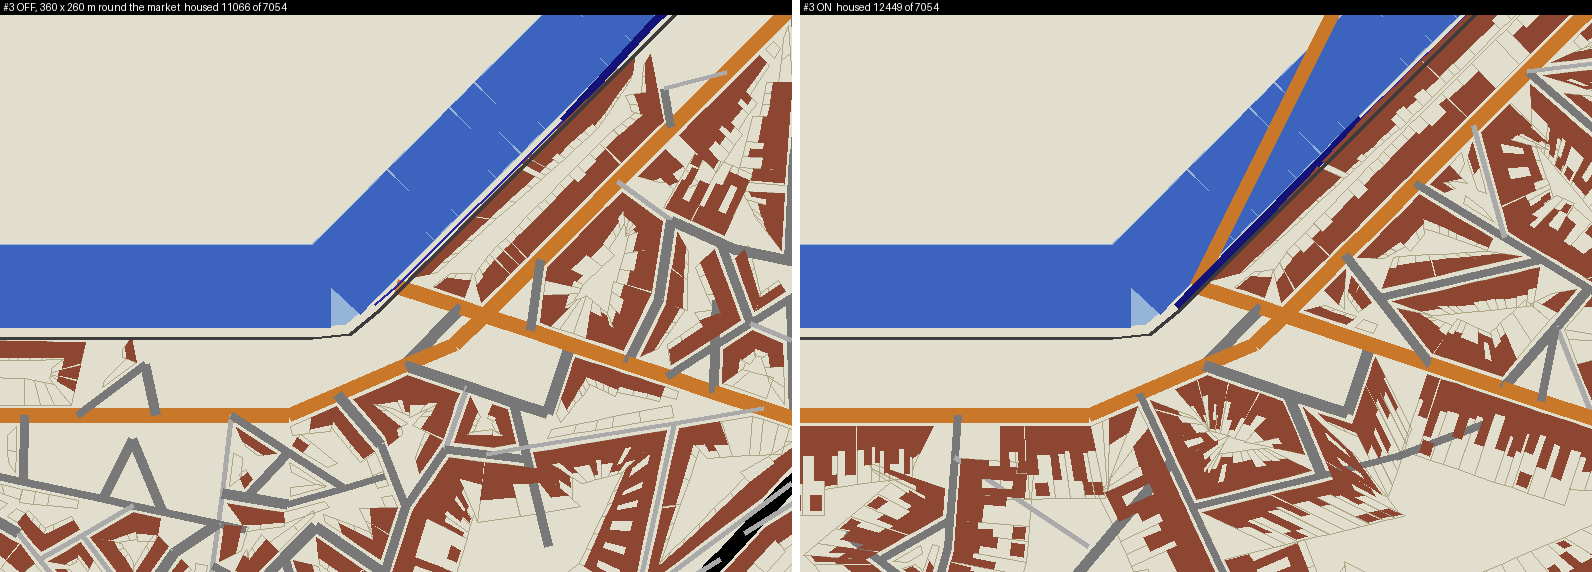 #3 OFF, 360 x 260 m round the market housed 11066 of 7054
#3 ON housed 12449 of 7054